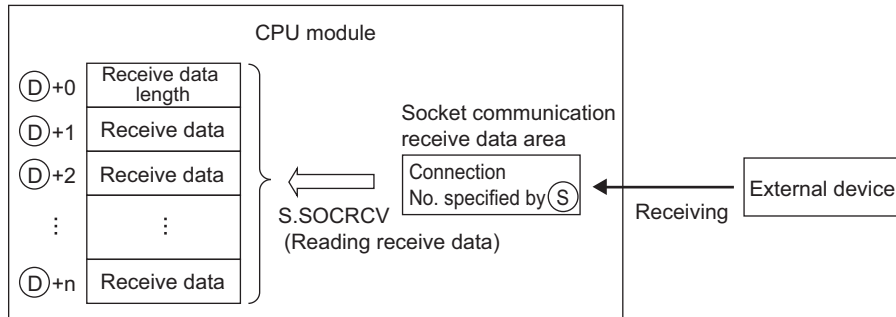 CPU module
D+0
Receive data
length
D+1
Receive data
D+2
Receive data
⋮
⋮
D+n
Receive data
S.SOCRCV
(Reading receive data)
Socket communication
receive data area
Connection
No. specified by S
Receiving
External device